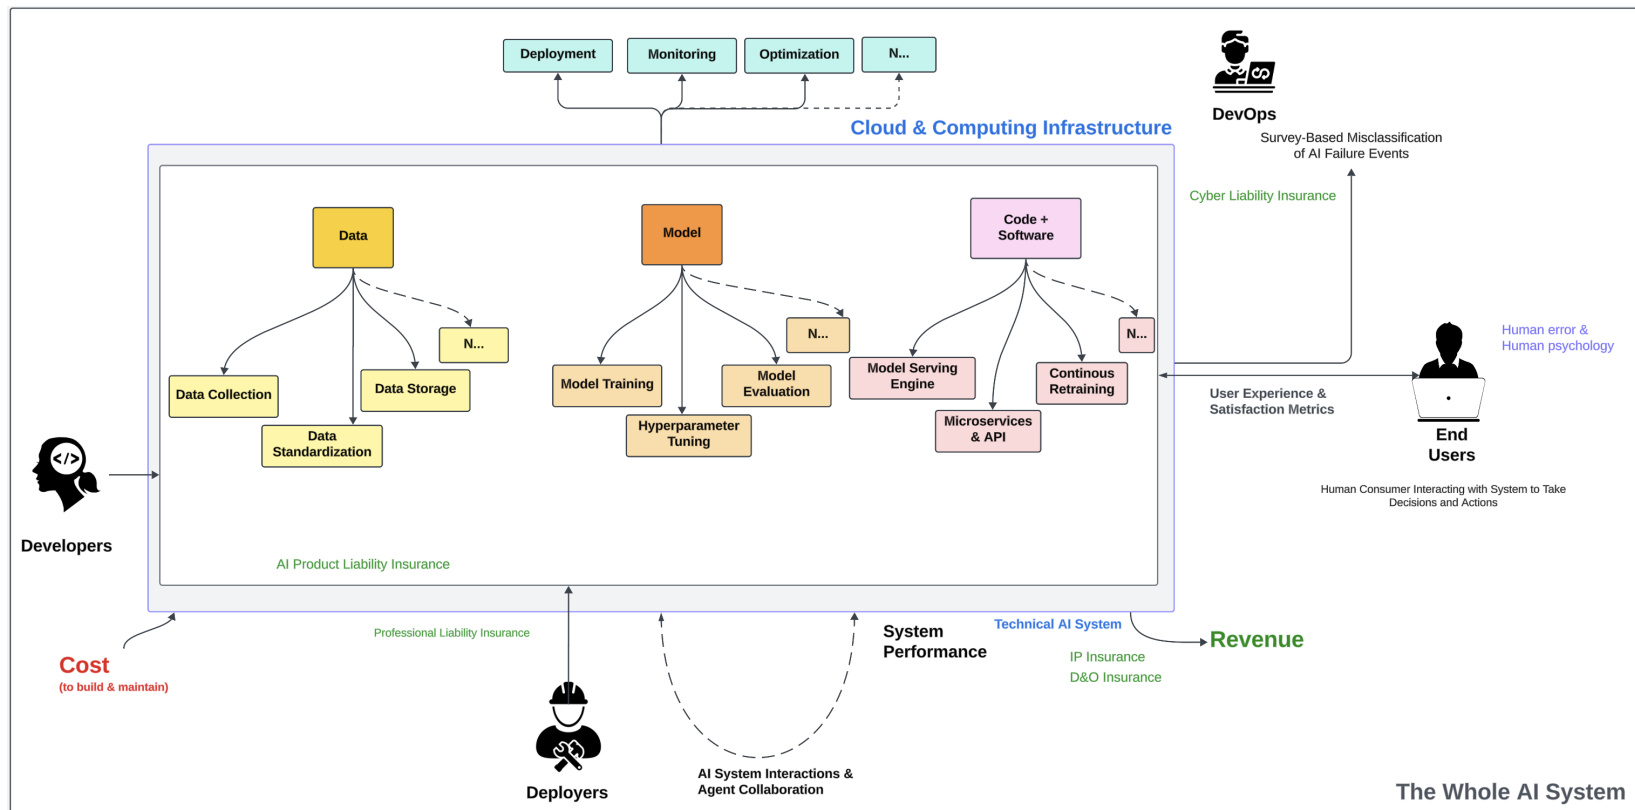 Deployment
Monitoring
Optimization
N...
DevOps
Cloud & Computing Infrastructure
Survey-Based Misclassification
of AI Failure Events
Cyber Liability Insurance
Data
Model
Code +
Software
N...
N...
N...
Data Collection
Data Storage
Data
Standardization
Model Training
Model
Evaluation
Hyperparameter
Tuning
Model Serving
Engine
Continous
Retraining
Microservices
& API
Human error &
Human psychology
User Experience &
Satisfaction Metrics
End
Users
Human Consumer Interacting with System to Take
Decisions and Actions
</>
Developers
AI Product Liability Insurance
Professional Liability Insurance
System
Performance
Technical AI System
Revenue
IP Insurance
D&O Insurance
Cost
(to build & maintain)
AI System Interactions &
Agent Collaboration
Deployers
The Whole AI System